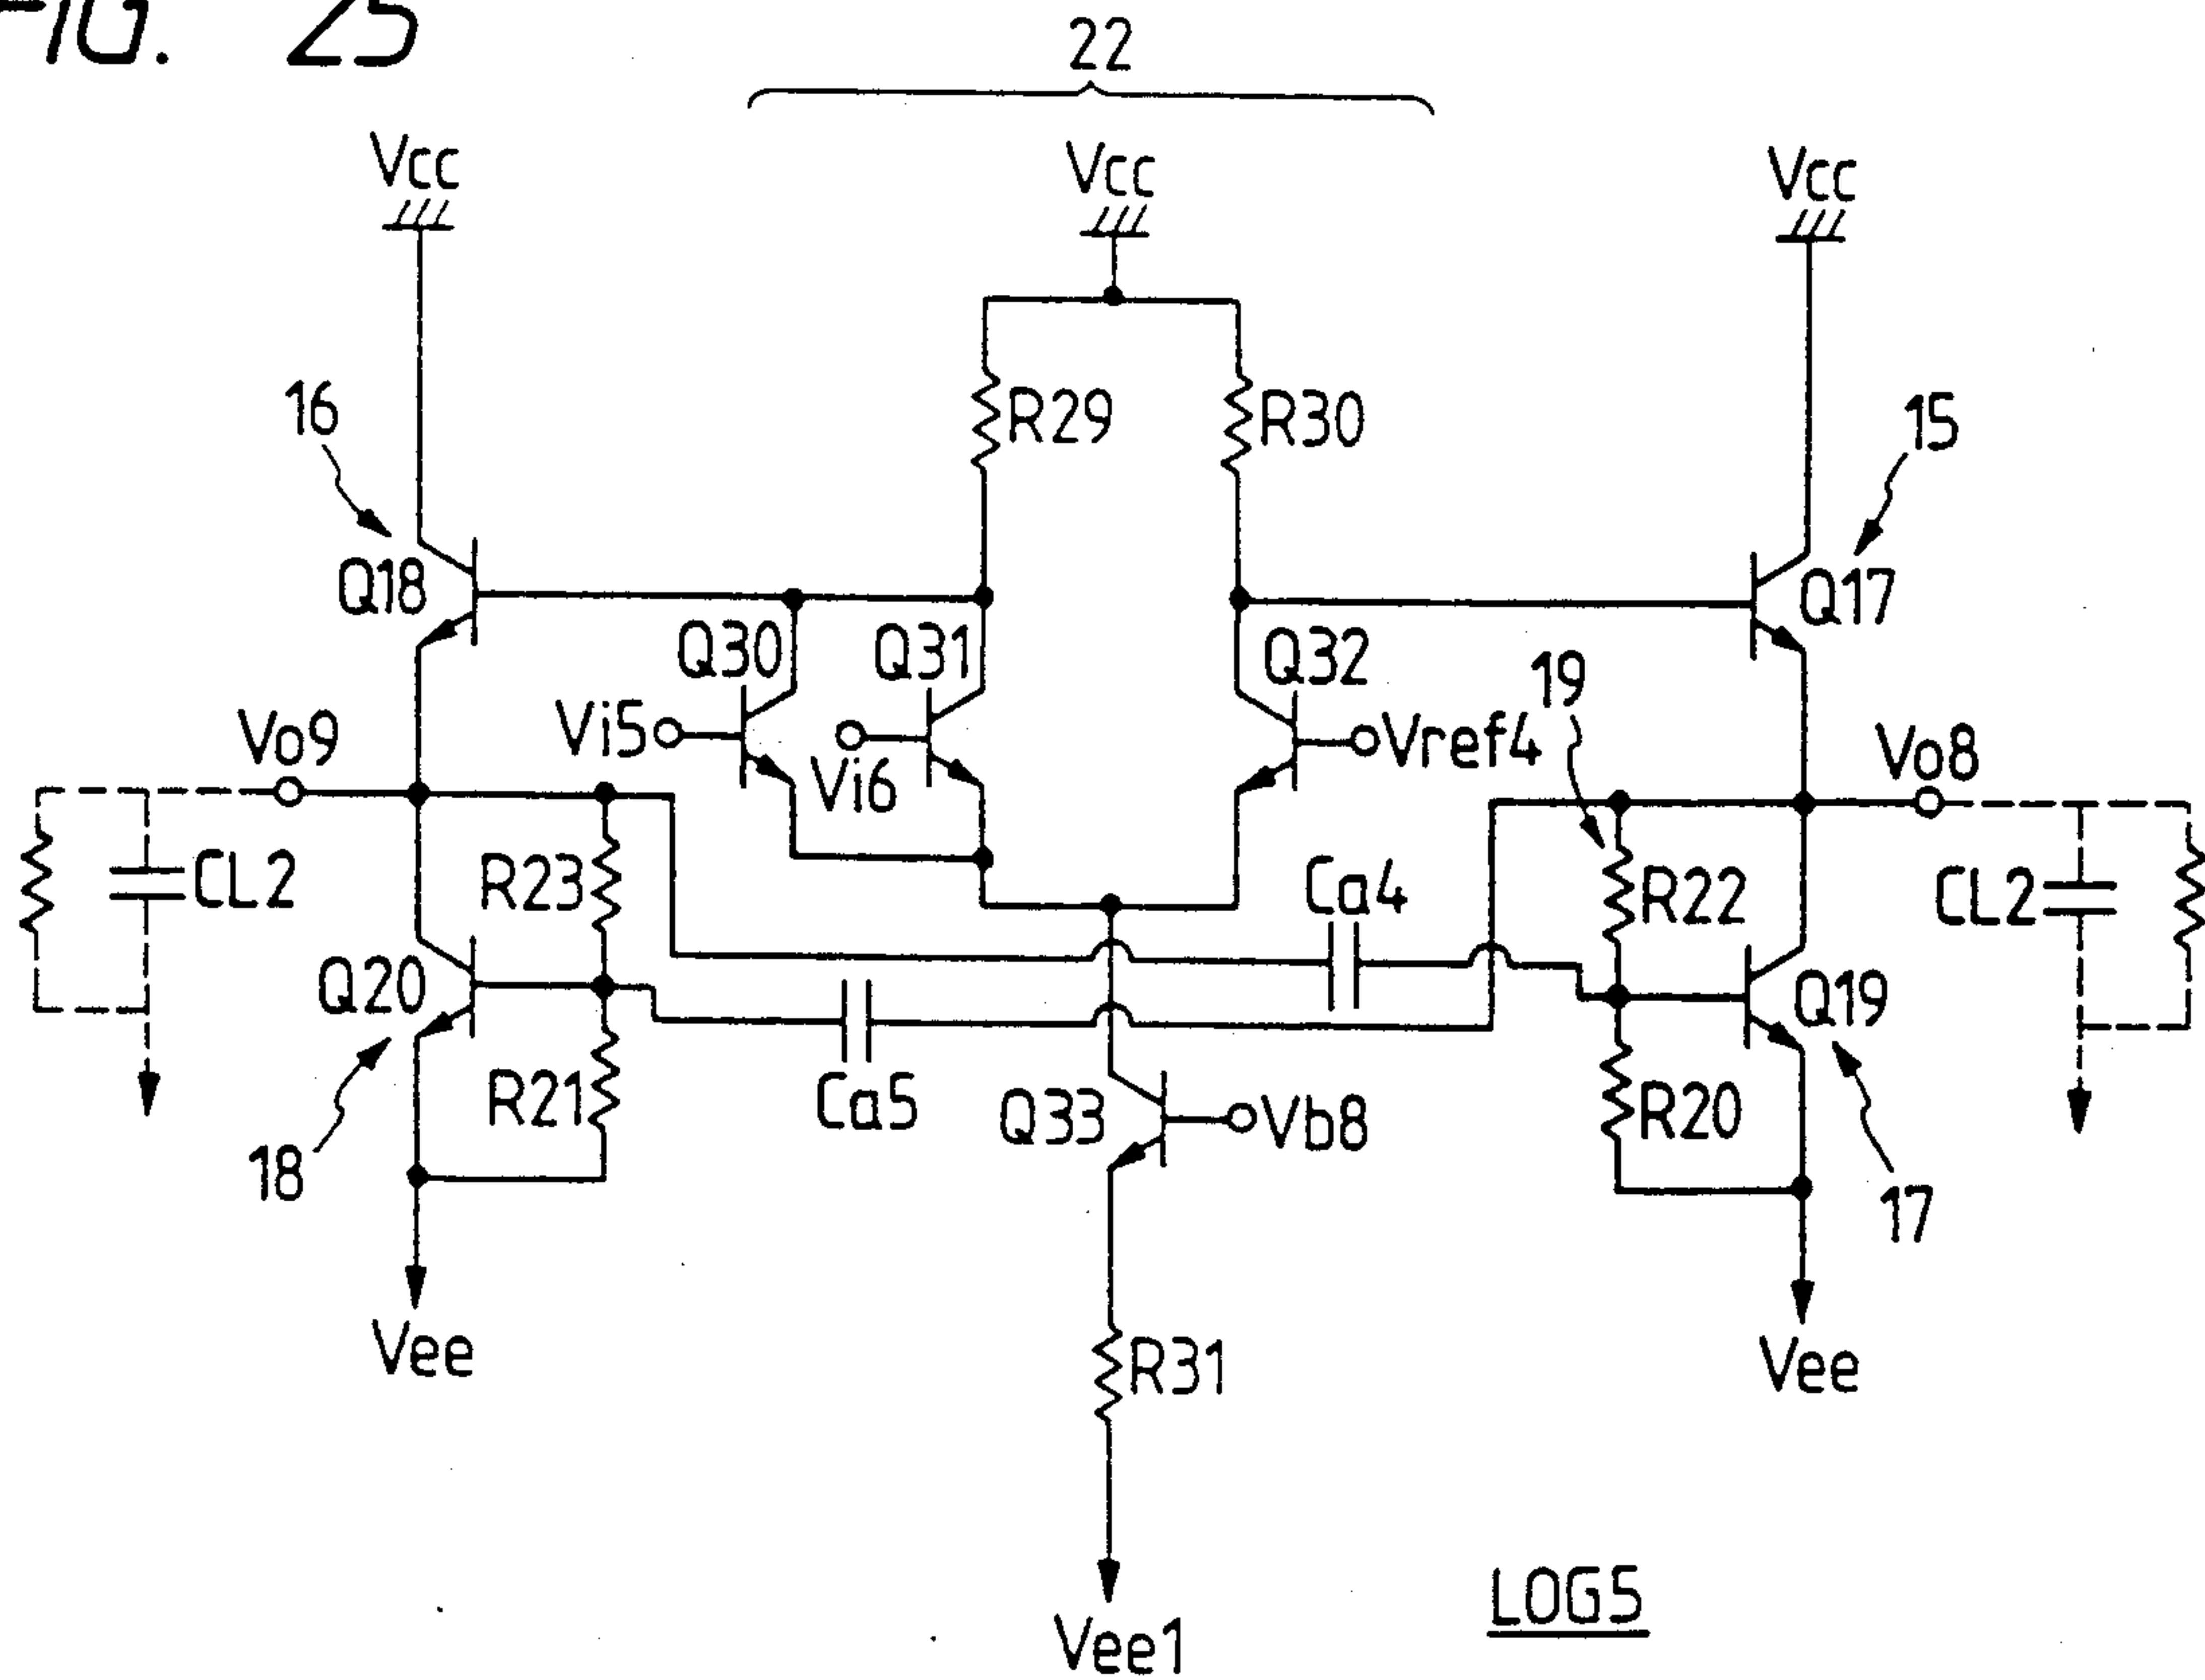 FIG. 25
22
Vcc
Vcc
Vcc
16
R29
R30
15
Q18
Q17
Q30
Q31
Q32
19
Vo9
Vi5
Vi6
Vref4
Vo8
CL2
R23
Ca4
R22
CL2
Q20
Q19
R21
Ca5
Q33
Vb8
R20
18
17
Vee
R31
Vee
LOG5
Vee1